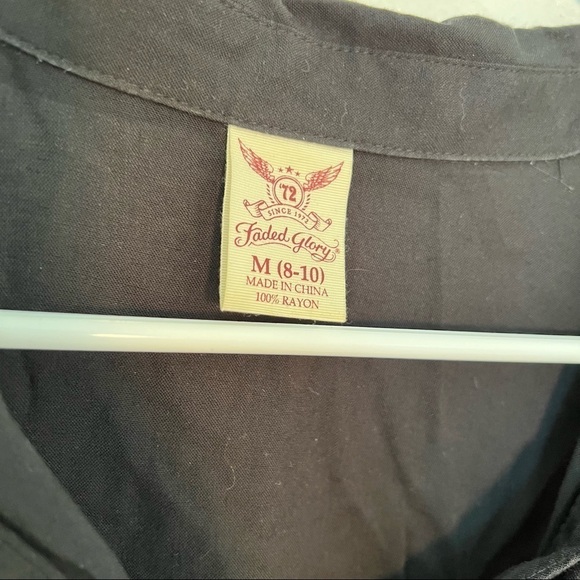 '72
SINCE 1972
Faded Glory®
M (8-10)
MADE IN CHINA
100% RAYON